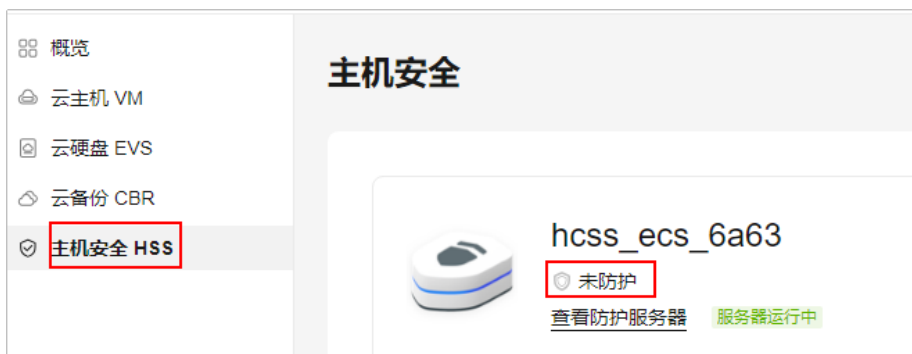 概览
云主机 VM
云硬盘 EVS
云备份 CBR
主机安全 HSS
主机安全
hcss_ecs_6a63
未防护
查看防护服务器 服务器运行中